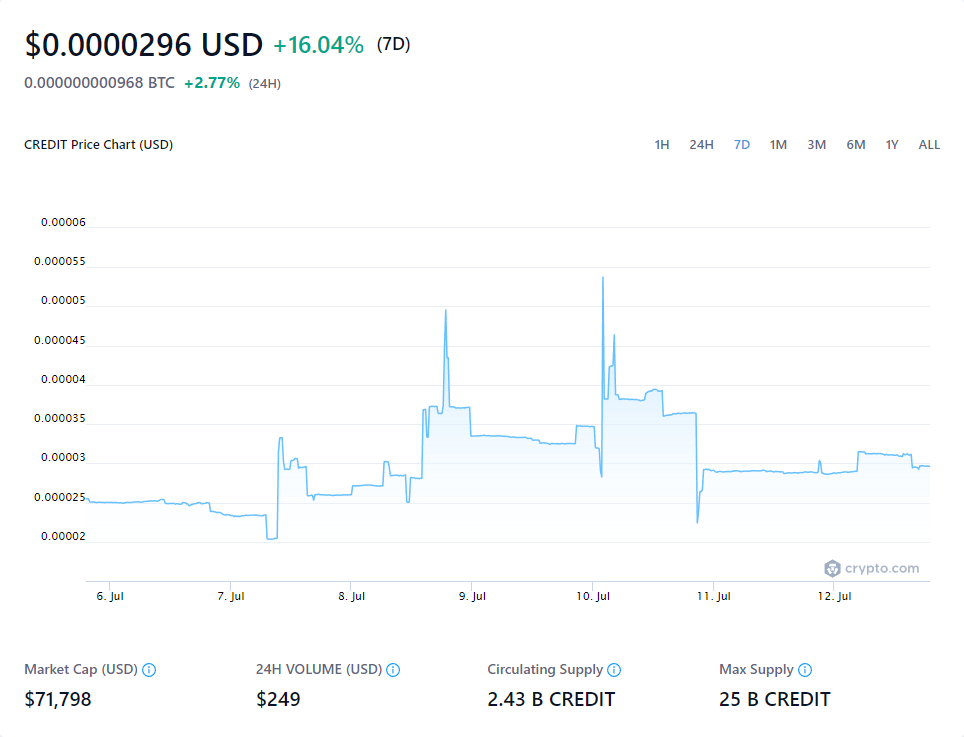 $0.0000296 USD +16.04% (7D)
0.000000000968 BTC +2.77% (24H)
CREDIT Price Chart (USD) 1H 24H 7D 1M 3M 6M 1Y ALL
0.00006
0.000055
0.00005
0.000045
0.00004
0.000035
0.00003
0.000025
0.00002
crypto.com
6. Jul 7. Jul 8. Jul 9. Jul 10. Jul 11. Jul 12. Jul
Market Cap (USD) 24H VOLUME (USD) Circulating Supply Max Supply
$71,798 $249 2.43 B CREDIT 25 B CREDIT